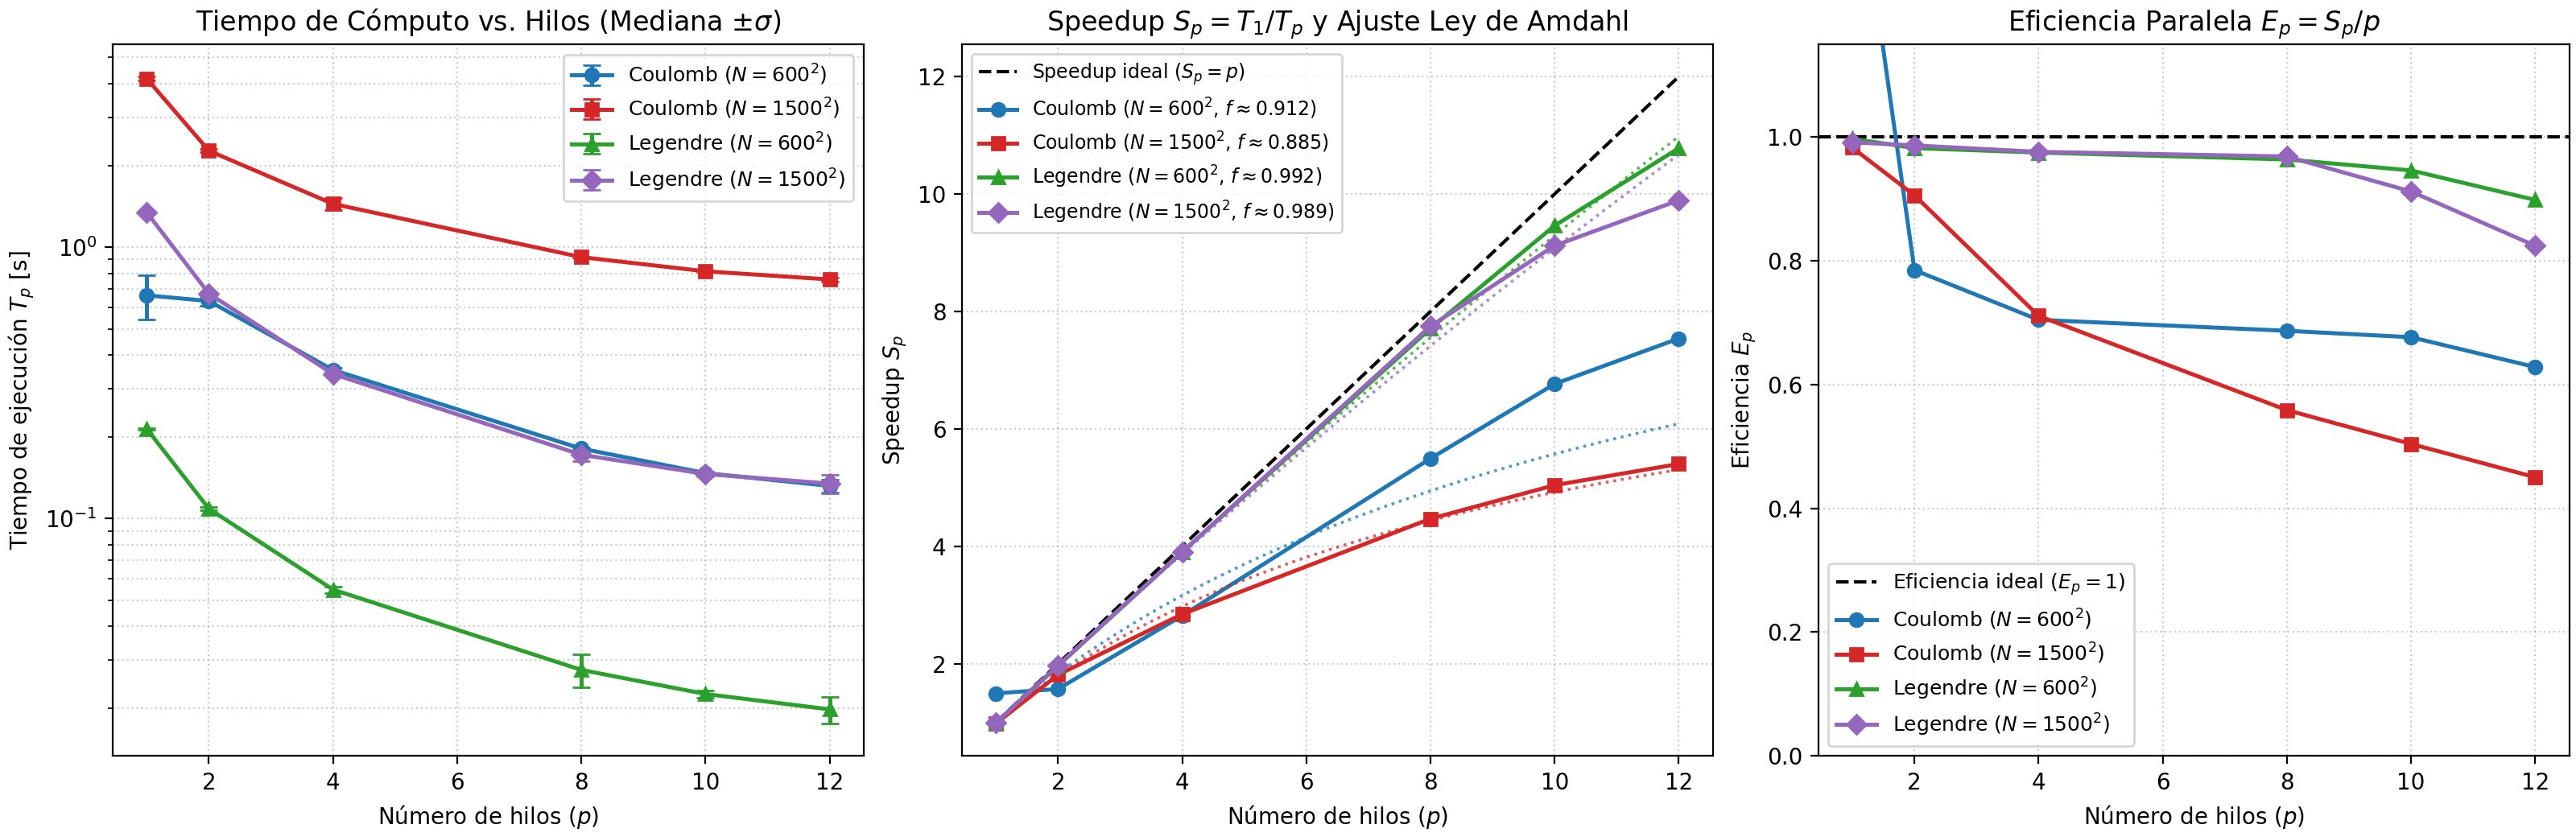 Tiempo de Cómputo vs. Hilos (Mediana ±σ)
Coulomb (N = 600²)
Coulomb (N = 1500²)
Legendre (N = 600²)
Legendre (N = 1500²)
10⁰
10⁻¹
Tiempo de ejecución Tₚ [s]
2 4 6 8 10 12
Número de hilos (p)
Speedup Sₚ = T₁/Tₚ y Ajuste Ley de Amdahl
Speedup ideal (Sₚ = p)
Coulomb (N = 600², f ≈ 0.912)
Coulomb (N = 1500², f ≈ 0.885)
Legendre (N = 600², f ≈ 0.992)
Legendre (N = 1500², f ≈ 0.989)
12
10
8
6
4
2
Speedup Sₚ
2 4 6 8 10 12
Número de hilos (p)
Eficiencia Paralela Eₚ = Sₚ/p
1.0
0.8
0.6
0.4
0.2
0.0
Eficiencia Eₚ
Eficiencia ideal (Eₚ = 1)
Coulomb (N = 600²)
Coulomb (N = 1500²)
Legendre (N = 600²)
Legendre (N = 1500²)
2 4 6 8 10 12
Número de hilos (p)